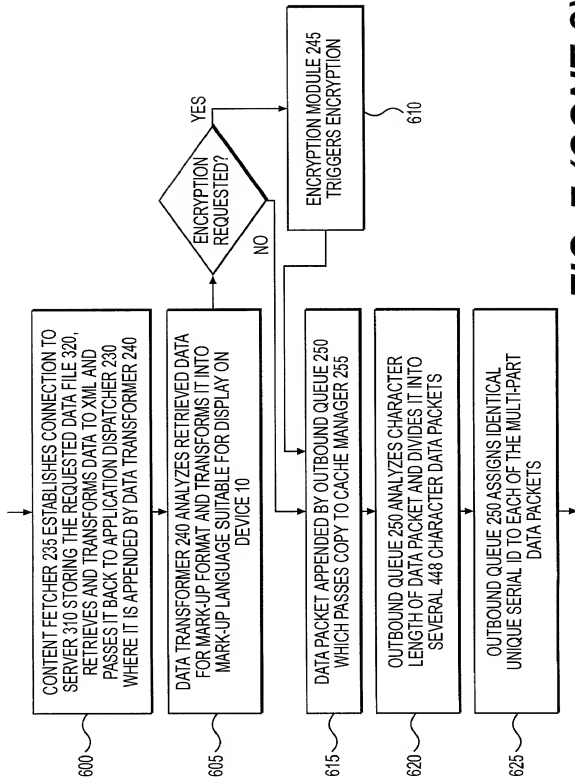 CONTENT FETCHER 235 ESTABLISHES CONNECTION TO
SERVER 310 STORING THE REQUESTED DATA FILE 320,
RETRIEVES AND TRANSFORMS DATA TO XML AND
PASSES IT BACK TO APPLICATION DISPATCHER 230
WHERE IT IS APPENDED BY DATA TRANSFORMER 240
600
DATA TRANSFORMER 240 ANALYZES RETRIEVED DATA
FOR MARK-UP FORMAT AND TRANSFORMS IT INTO
MARK-UP LANGUAGE SUITABLE FOR DISPLAY ON
DEVICE 10
605
ENCRYPTION
REQUESTED?
YES
NO
ENCRYPTION MODULE 245
TRIGGERS ENCRYPTION
610
DATA PACKET APPENDED BY OUTBOUND QUEUE 250
WHICH PASSES COPY TO CACHE MANAGER 255
615
OUTBOUND QUEUE 250 ANALYZES CHARACTER
LENGTH OF DATA PACKET AND DIVIDES IT INTO
SEVERAL 448 CHARACTER DATA PACKETS
620
OUTBOUND QUEUE 250 ASSIGNS IDENTICAL
UNIQUE SERIAL ID TO EACH OF THE MULTI-PART
DATA PACKETS
625